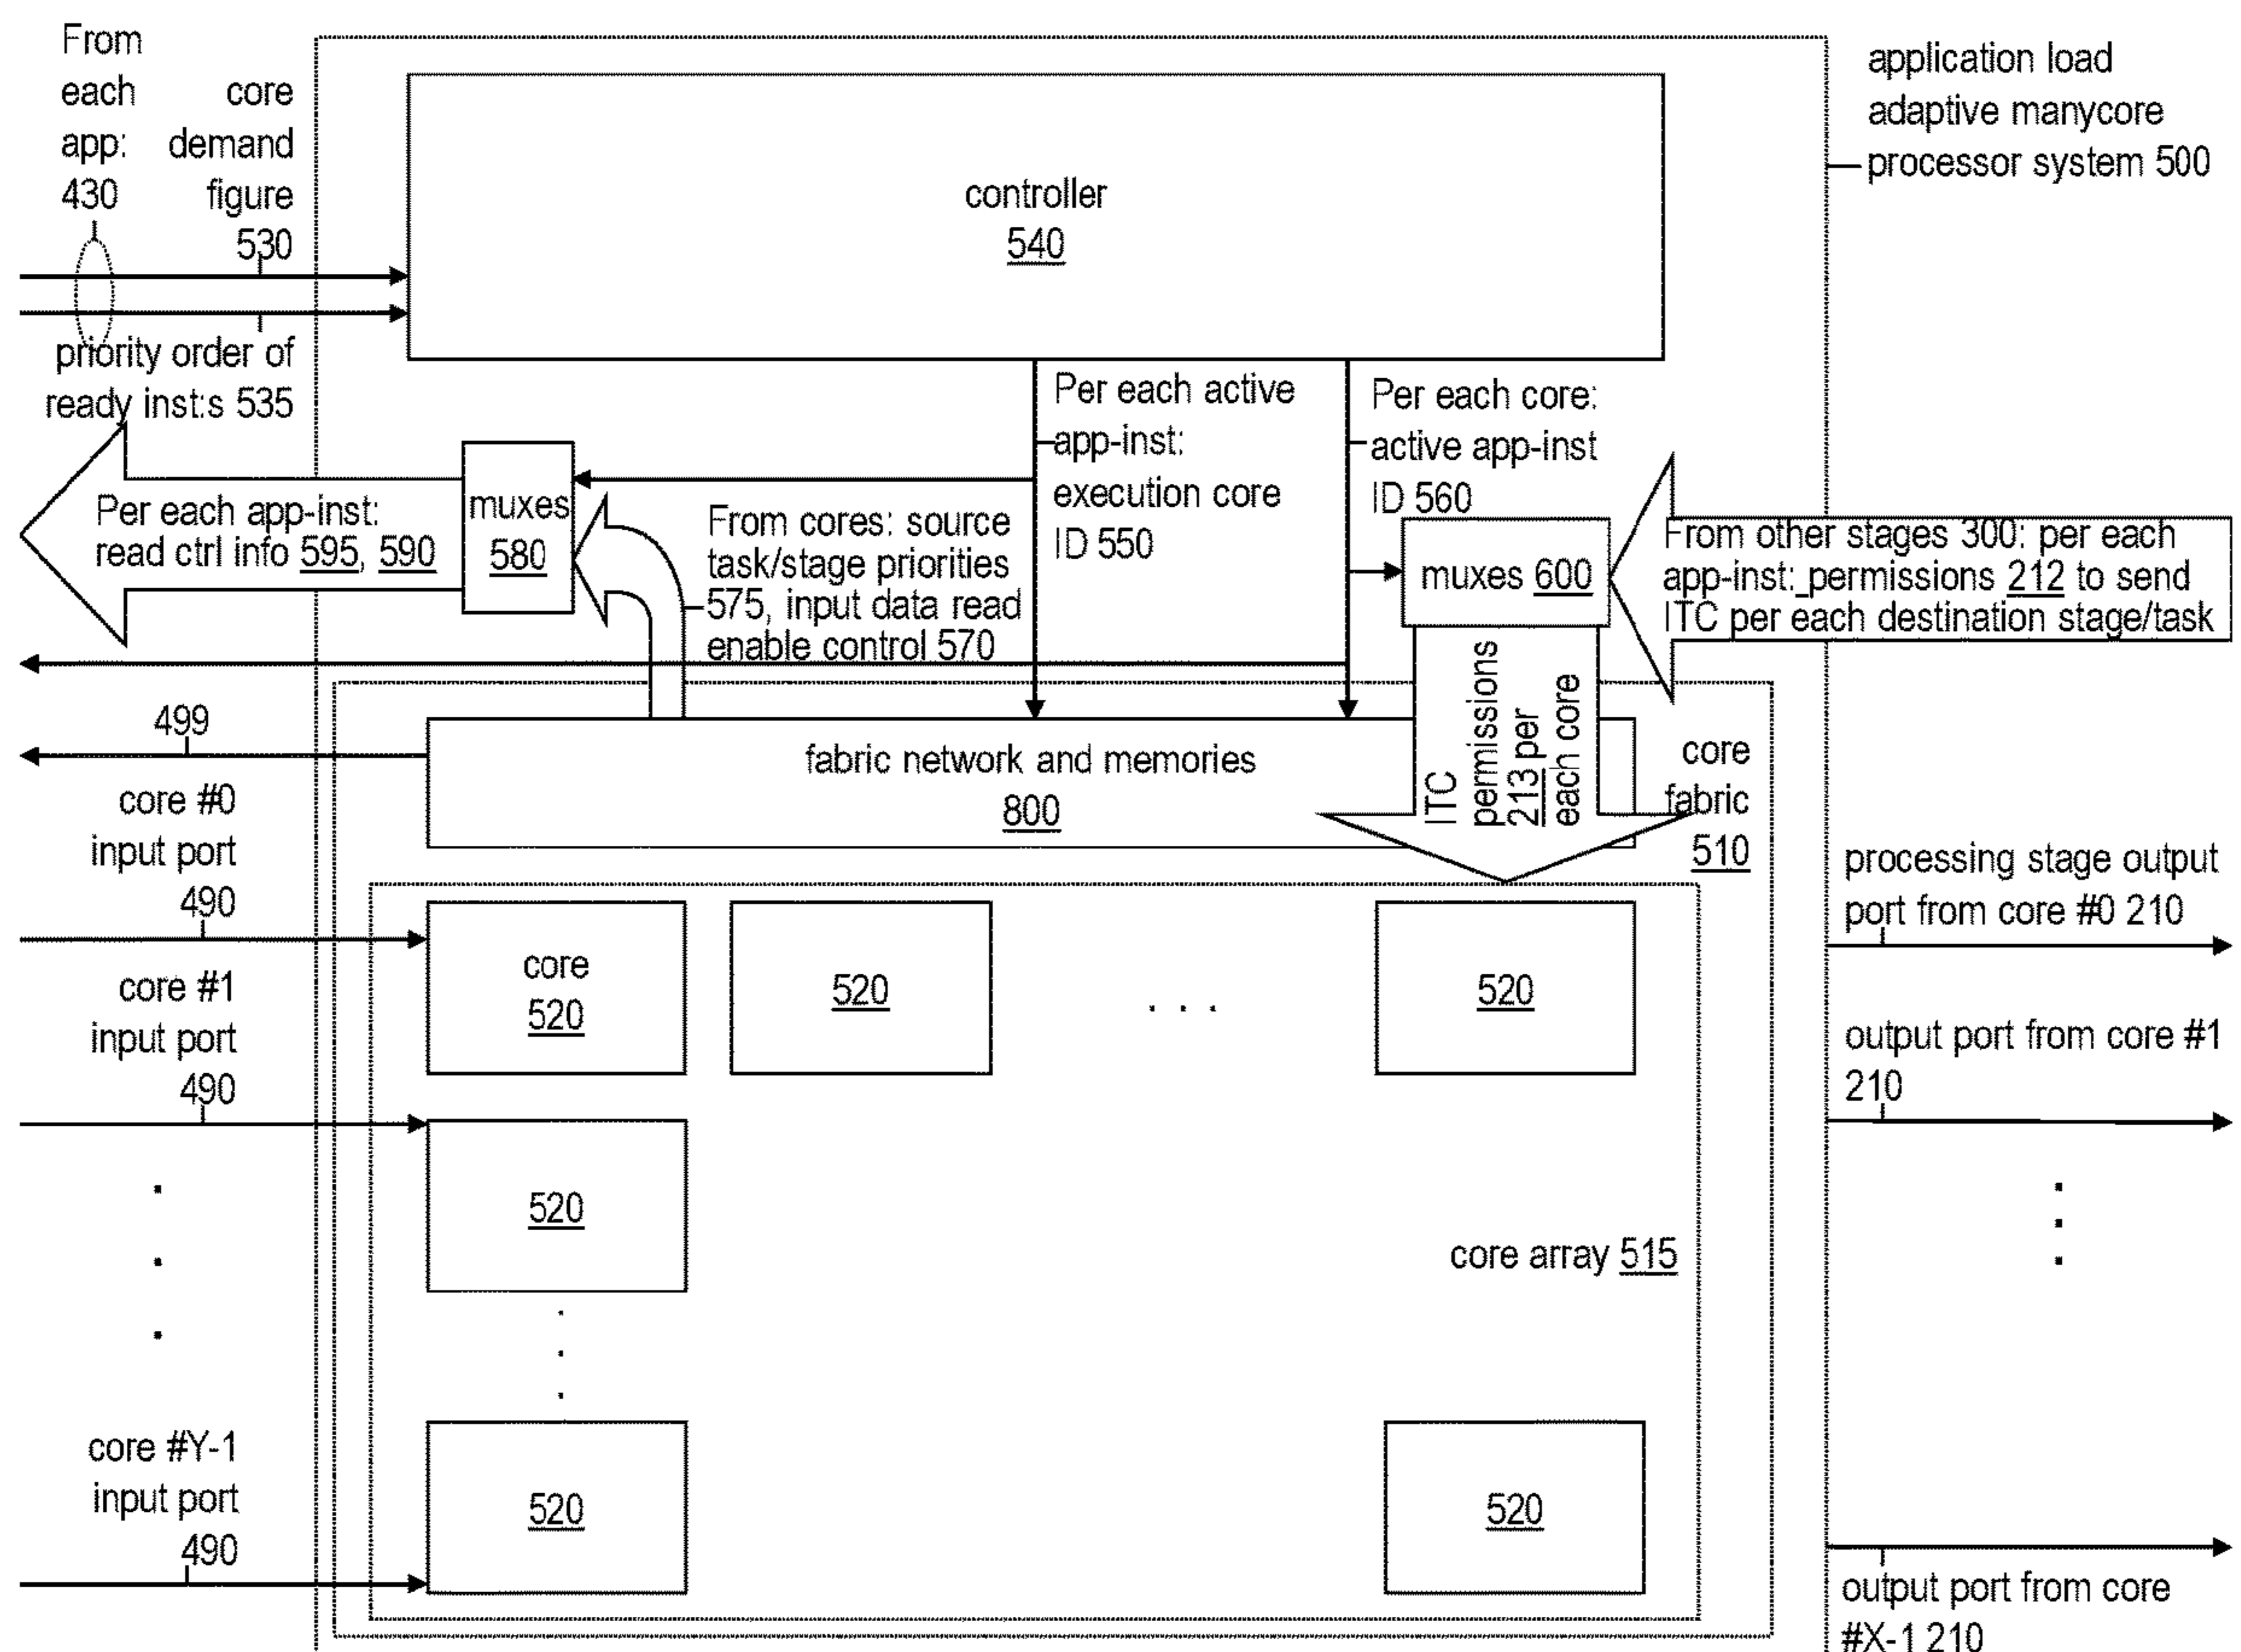 From
each
app:
430
core
demand
figure
530
priority order of
ready inst:s 535
controller
540
application load
adaptive manycore
processor system 500
Per each active
app-inst:
execution core
ID 550
Per each core:
active app-inst
ID 560
Per each app-inst:
read ctrl info 595, 590
muxes
580
From cores: source
task/stage priorities
575, input data read
enable control 570
muxes 600
From other stages 300: per each
app-inst: permissions 212 to send
ITC per each destination stage/task
ITC
permissions
213 per
each core
499
fabric network and memories
800
core
fabric
510
core #0
input port
490
core
520
520
. . .
520
processing stage output
port from core #0 210
core #1
input port
490
520
output port from core #1
210
.
.
.
.
.
.
.
.
.
core array 515
core #Y-1
input port
490
520
520
output port from core
#X-1 210